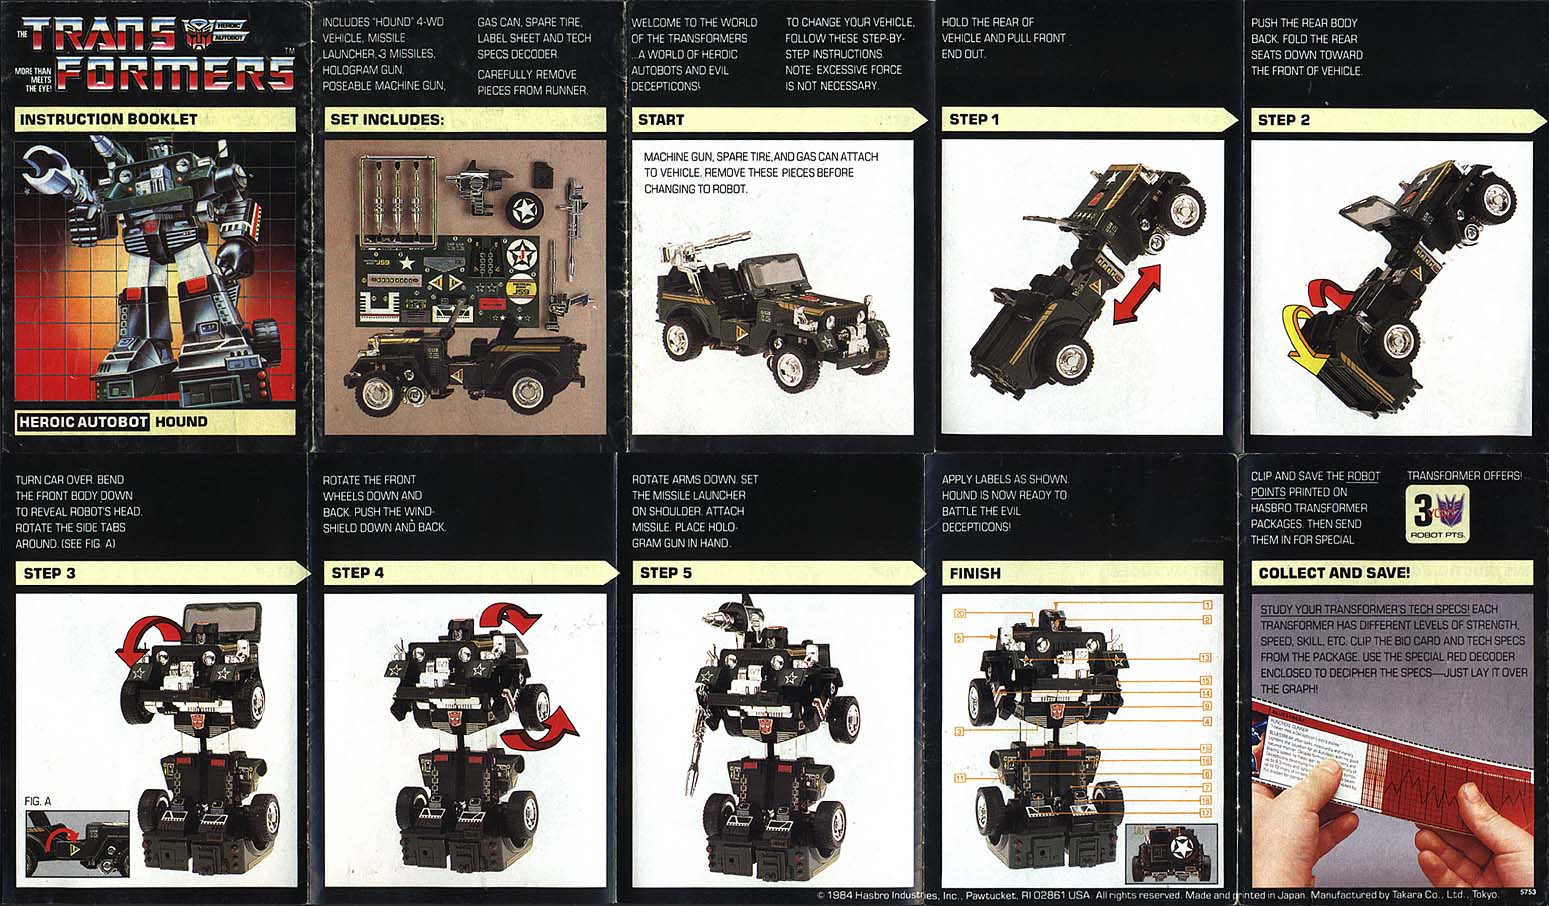 THE TRANS HEROIC AUTOBOT
FORMERS TM
MORE THAN
MEETS
THE EYE!
INSTRUCTION BOOKLET
HEROIC AUTOBOT HOUND
INCLUDES "HOUND" 4-WD
VEHICLE, MISSILE
LAUNCHER, 3 MISSILES,
HOLOGRAM GUN,
POSEABLE MACHINE GUN,
GAS CAN, SPARE TIRE,
LABEL SHEET AND TECH
SPECS DECODER.
CAREFULLY REMOVE
PIECES FROM RUNNER.
SET INCLUDES:
WELCOME TO THE WORLD
OF THE TRANSFORMERS
...A WORLD OF HEROIC
AUTOBOTS AND EVIL
DECEPTICONS!
TO CHANGE YOUR VEHICLE,
FOLLOW THESE STEP-BY-
STEP INSTRUCTIONS.
NOTE: EXCESSIVE FORCE
IS NOT NECESSARY.
START
MACHINE GUN, SPARE TIRE, AND GAS CAN ATTACH
TO VEHICLE. REMOVE THESE PIECES BEFORE
CHANGING TO ROBOT.
HOLD THE REAR OF
VEHICLE AND PULL FRONT
END OUT.
STEP 1
PUSH THE REAR BODY
BACK. FOLD THE REAR
SEATS DOWN TOWARD
THE FRONT OF VEHICLE.
STEP 2
TURN CAR OVER. BEND
THE FRONT BODY DOWN
TO REVEAL ROBOT'S HEAD.
ROTATE THE SIDE TABS
AROUND. (SEE FIG. A)
STEP 3
FIG. A
ROTATE THE FRONT
WHEELS DOWN AND
BACK. PUSH THE WIND-
SHIELD DOWN AND BACK.
STEP 4
ROTATE ARMS DOWN. SET
THE MISSILE LAUNCHER
ON SHOULDER. ATTACH
MISSILE. PLACE HOLO-
GRAM GUN IN HAND.
STEP 5
APPLY LABELS AS SHOWN.
HOUND IS NOW READY TO
BATTLE THE EVIL
DECEPTICONS!
FINISH
1
20
2
5
13
15
14
9
4
3
11
6
7
17
CLIP AND SAVE THE ROBOT
POINTS PRINTED ON
HASBRO TRANSFORMER
PACKAGES. THEN SEND
THEM IN FOR SPECIAL
TRANSFORMER OFFERS!
3
ROBOT PTS.
COLLECT AND SAVE!
STUDY YOUR TRANSFORMER'S TECH SPECS! EACH
TRANSFORMER HAS DIFFERENT LEVELS OF STRENGTH,
SPEED, SKILL, ETC. CLIP THE BIO CARD AND TECH SPECS
FROM THE PACKAGE. USE THE SPECIAL RED DECODER
ENCLOSED TO DECIPHER THE SPECS—JUST LAY IT OVER
THE GRAPH!
© 1984 Hasbro Industries, Inc., Pawtucket, RI 02861 USA. All rights reserved. Made and printed in Japan. Manufactured by Takara Co., Ltd., Tokyo.
5753